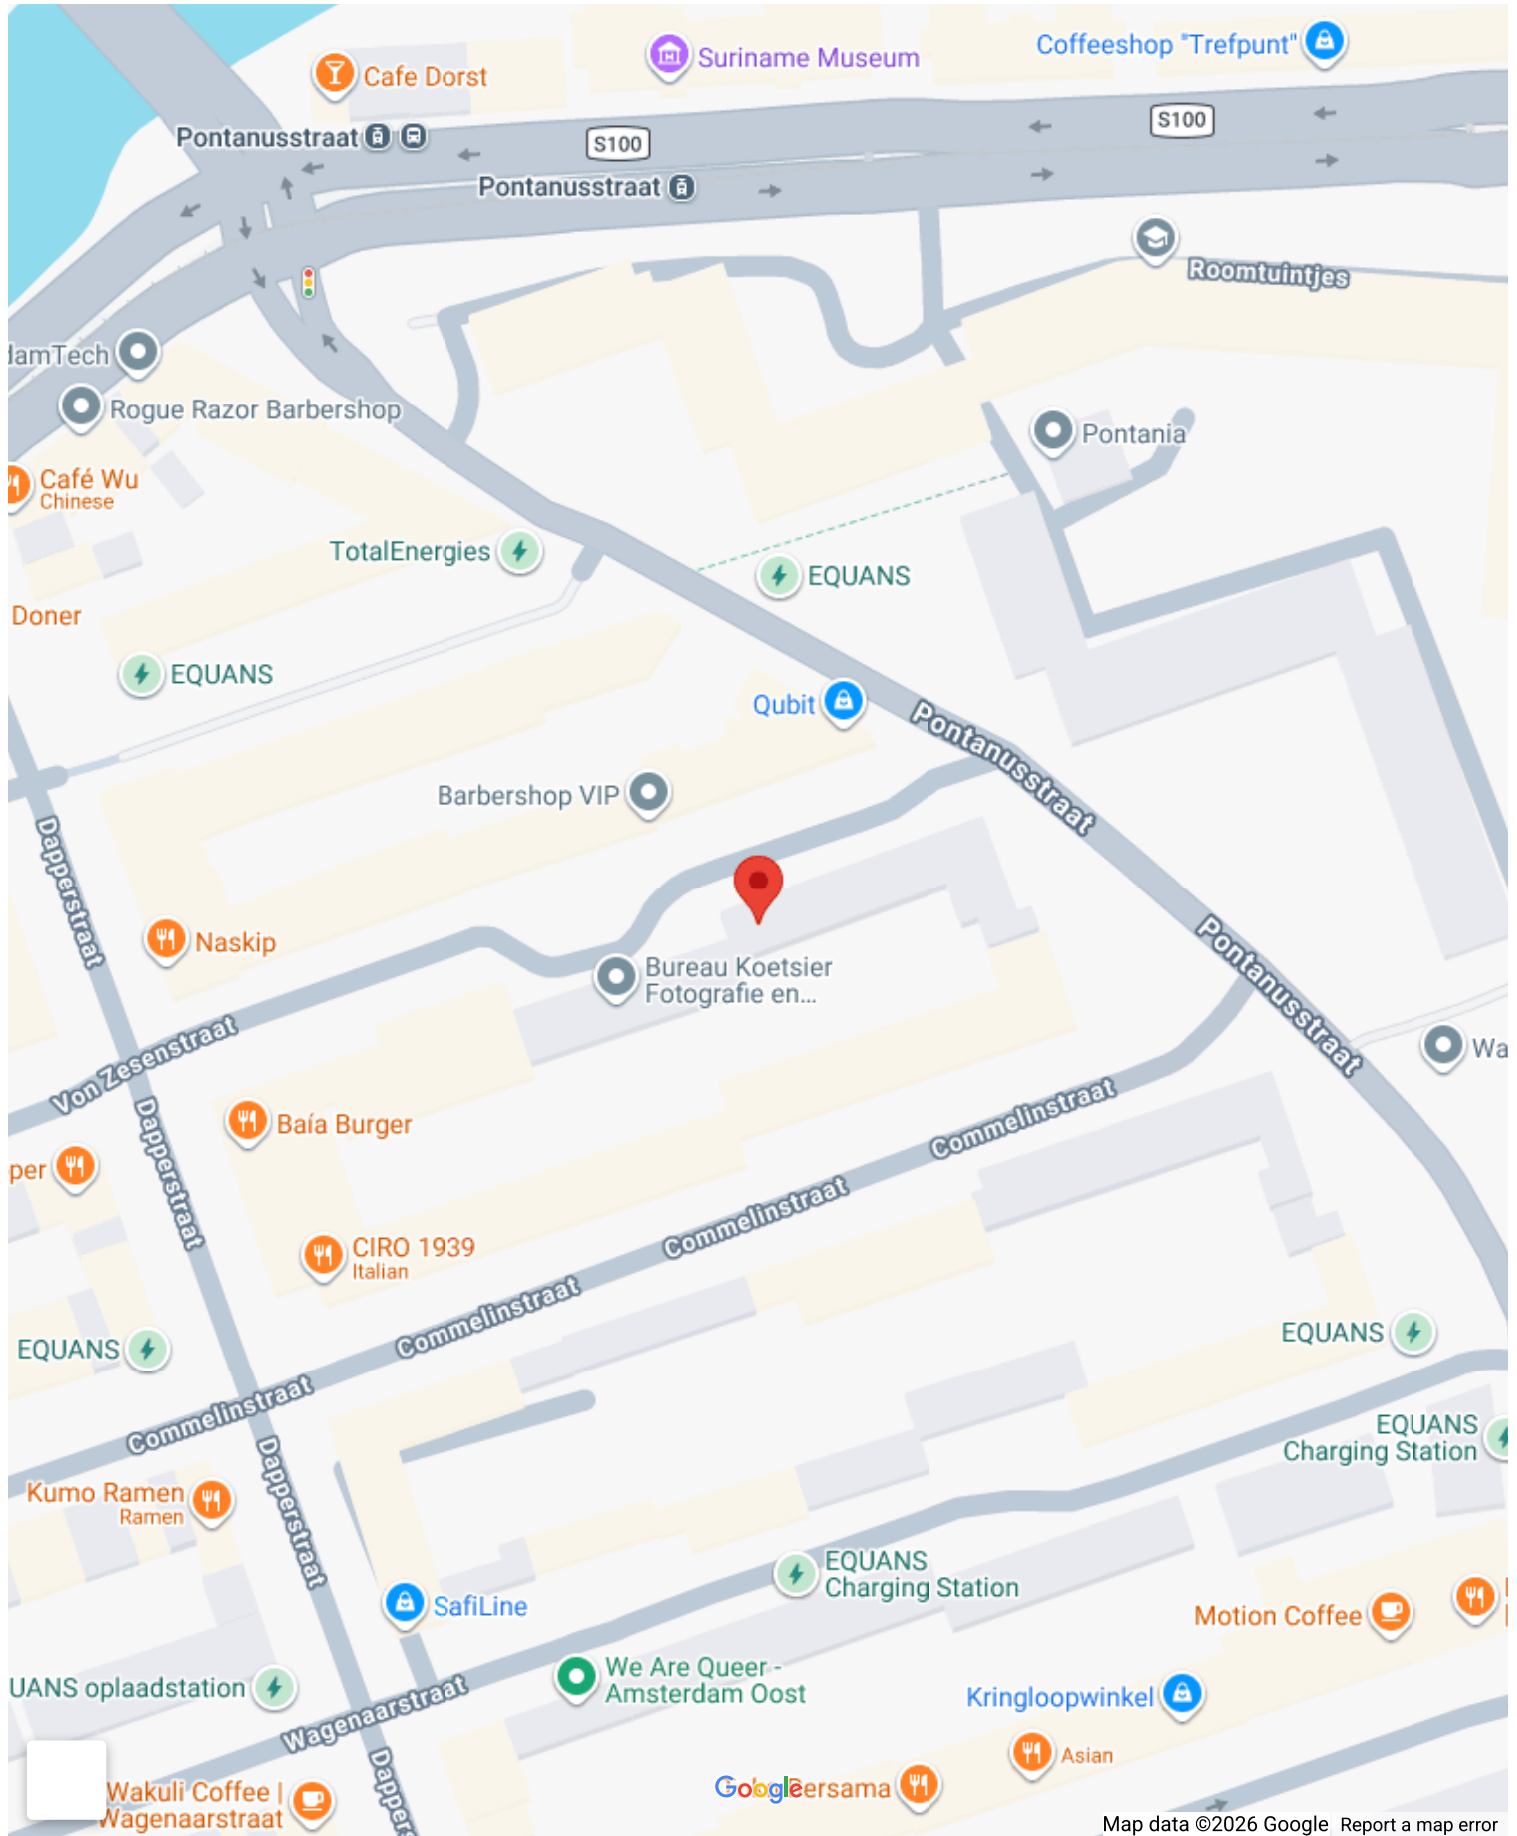 Cafe Dorst
Suriname Museum
Coffeeshop "Trefpunt"
Pontanusstraat
S100
S100
Pontanusstraat
Roomtuintjes
damTech
Rogue Razor Barbershop
Pontania
Café Wu
Chinese
TotalEnergies
EQUANS
Doner
EQUANS
Qubit
Pontanusstraat
Barbershop VIP
Dapperstraat
Naskip
Bureau Koetsier
Fotografie en...
Pontanusstraat
Von Zesenstraat
Wa
Baía Burger
Commelinstraat
per
Dapperstraat
Commelinstraat
CIRO 1939
Italian
Commelinstraat
EQUANS
EQUANS
Commelinstraat
EQUANS
Charging Station
Kumo Ramen
Ramen
Dapperstraat
EQUANS
Charging Station
SafiLine
Motion Coffee
We Are Queer -
Amsterdam Oost
UANS oplaadstation
Kringloopwinkel
Wagenaarstraat
Asian
Dappers
Google
ersama
Wakuli Coffee |
Wagenaarstraat
Map data ©2026 Google
Report a map error